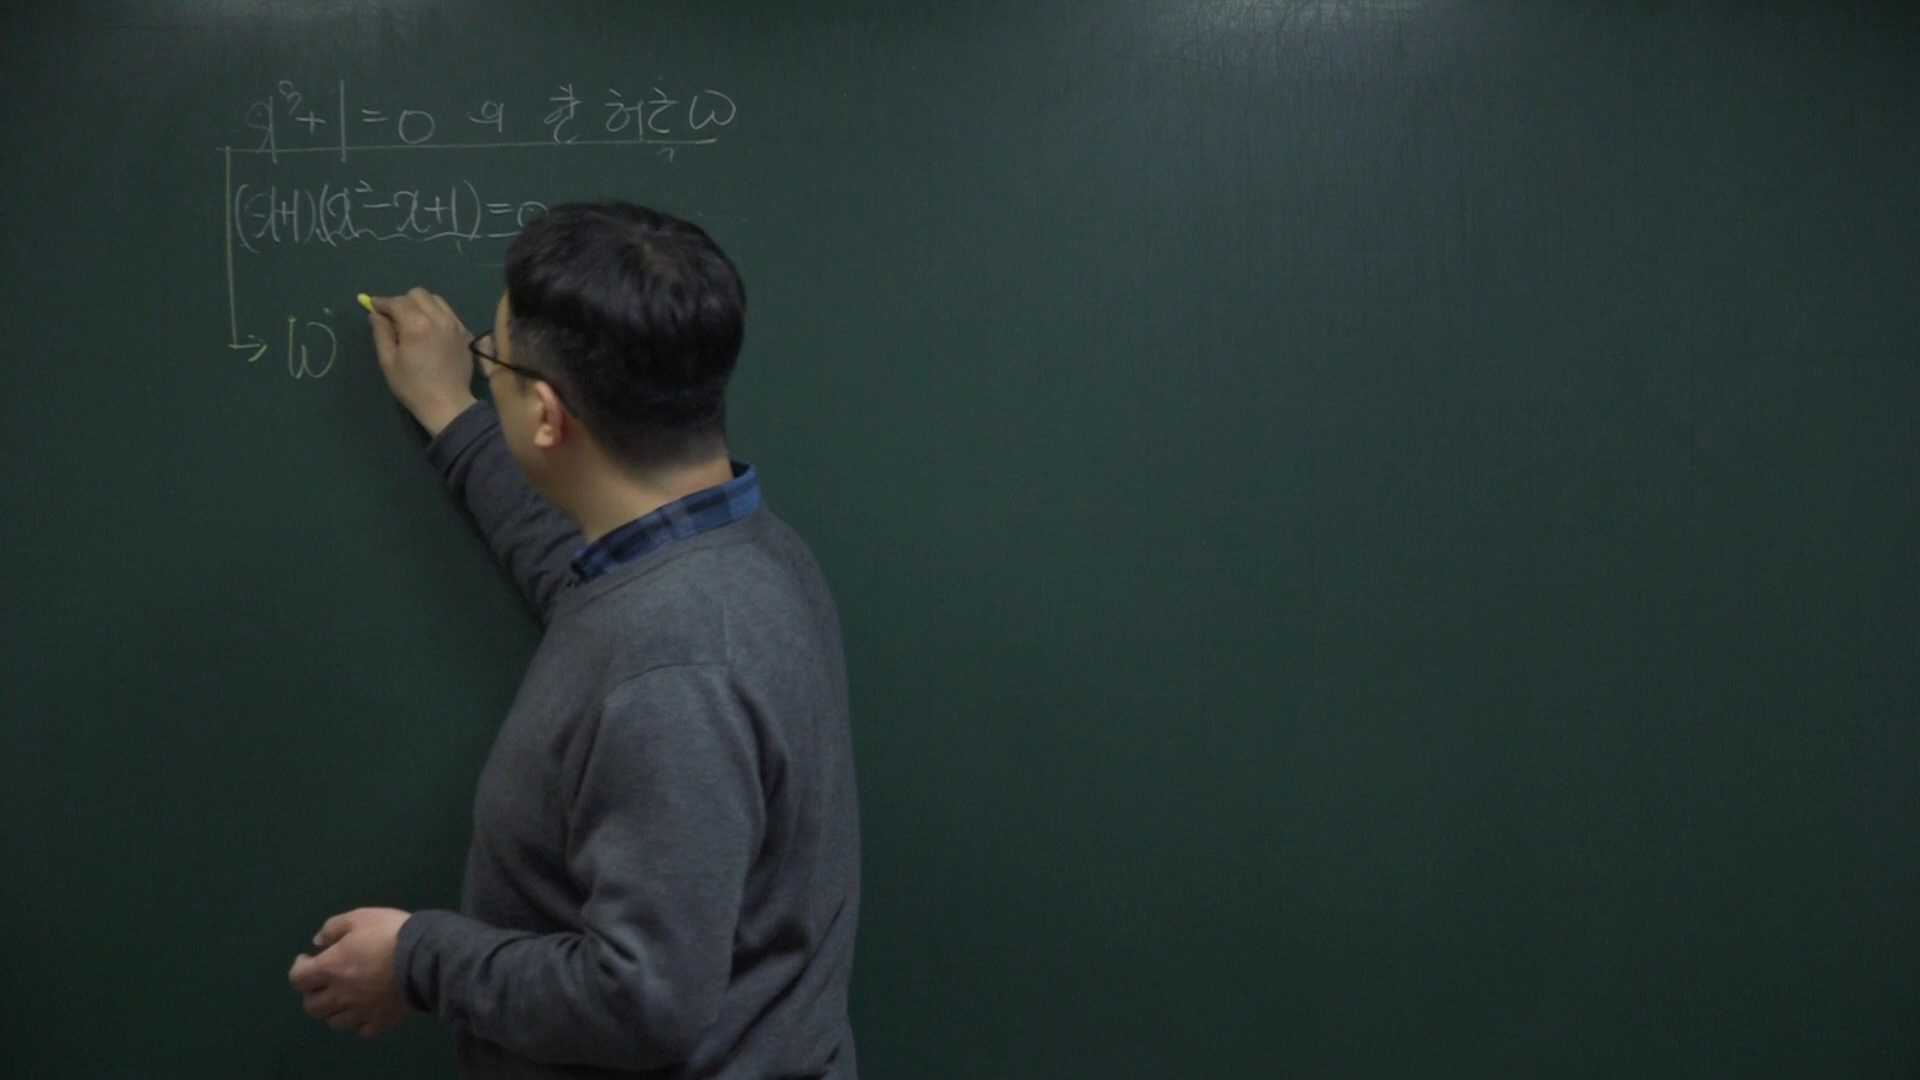 x³+1=0 의 한 허근 ω
(x+1)(x²-x+1)=0
→ ω